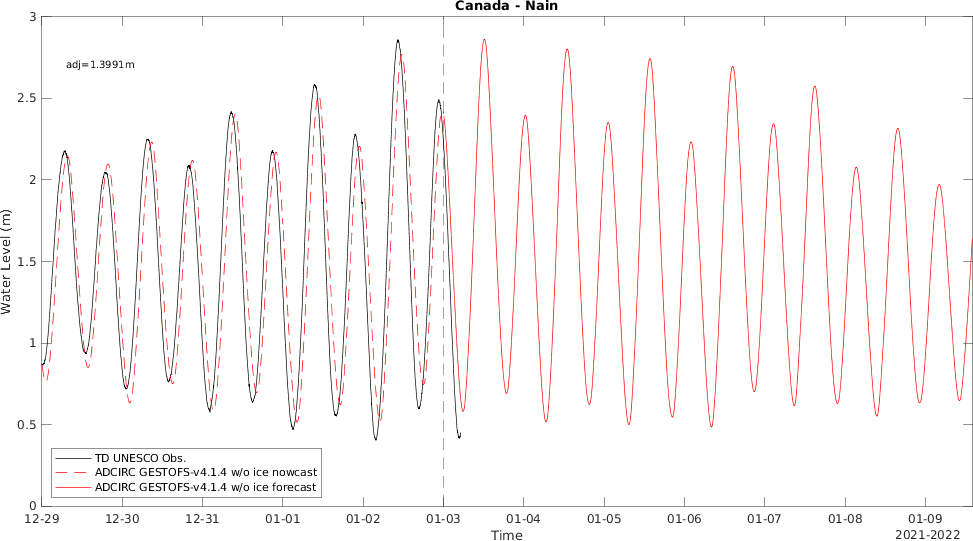 Canada - Nain
adj=1.3991m
Water Level (m)
3
2.5
2
1.5
1
0.5
0
TD UNESCO Obs.
ADCIRC GESTOFS-v4.1.4 w/o ice nowcast
ADCIRC GESTOFS-v4.1.4 w/o ice forecast
12-29 12-30 12-31 01-01 01-02 01-03 01-04 01-05 01-06 01-07 01-08 01-09
Time
2021-2022